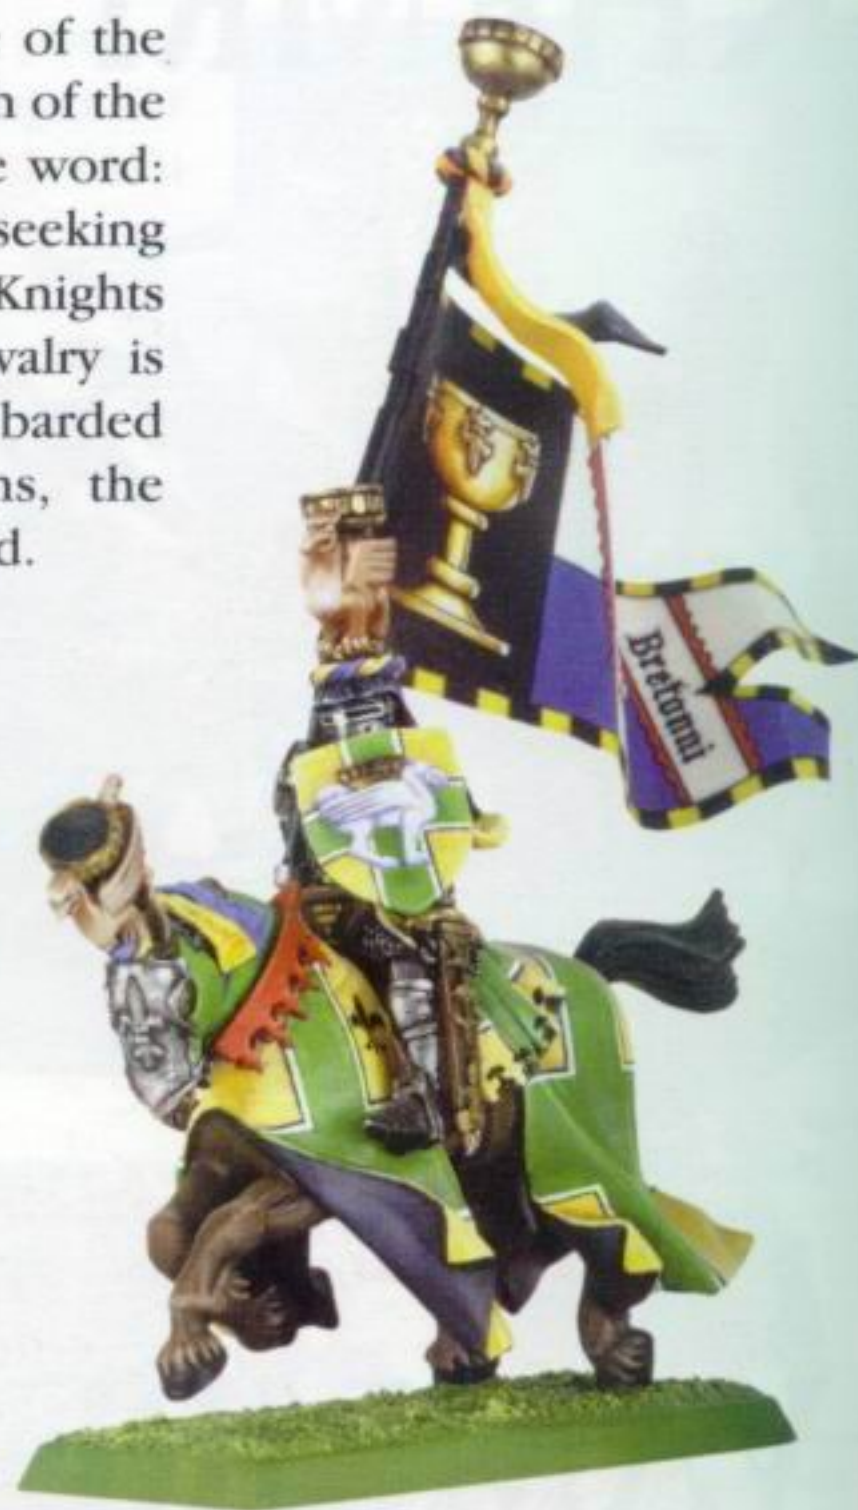 of the
of the
word:
seeking
Knights
valry is
barded
ns, the
d.
Bretonni